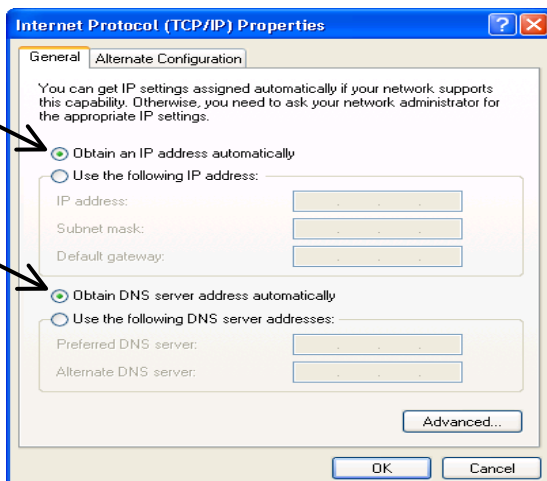 Internet Protocol (TCP/IP) Properties
General Alternate Configuration
You can get IP settings assigned automatically if your network supports
this capability. Otherwise, you need to ask your network administrator for
the appropriate IP settings.
Obtain an IP address automatically
Use the following IP address:
IP address:
Subnet mask:
Default gateway:
Obtain DNS server address automatically
Use the following DNS server addresses:
Preferred DNS server:
Alternate DNS server:
Advanced...
OK Cancel